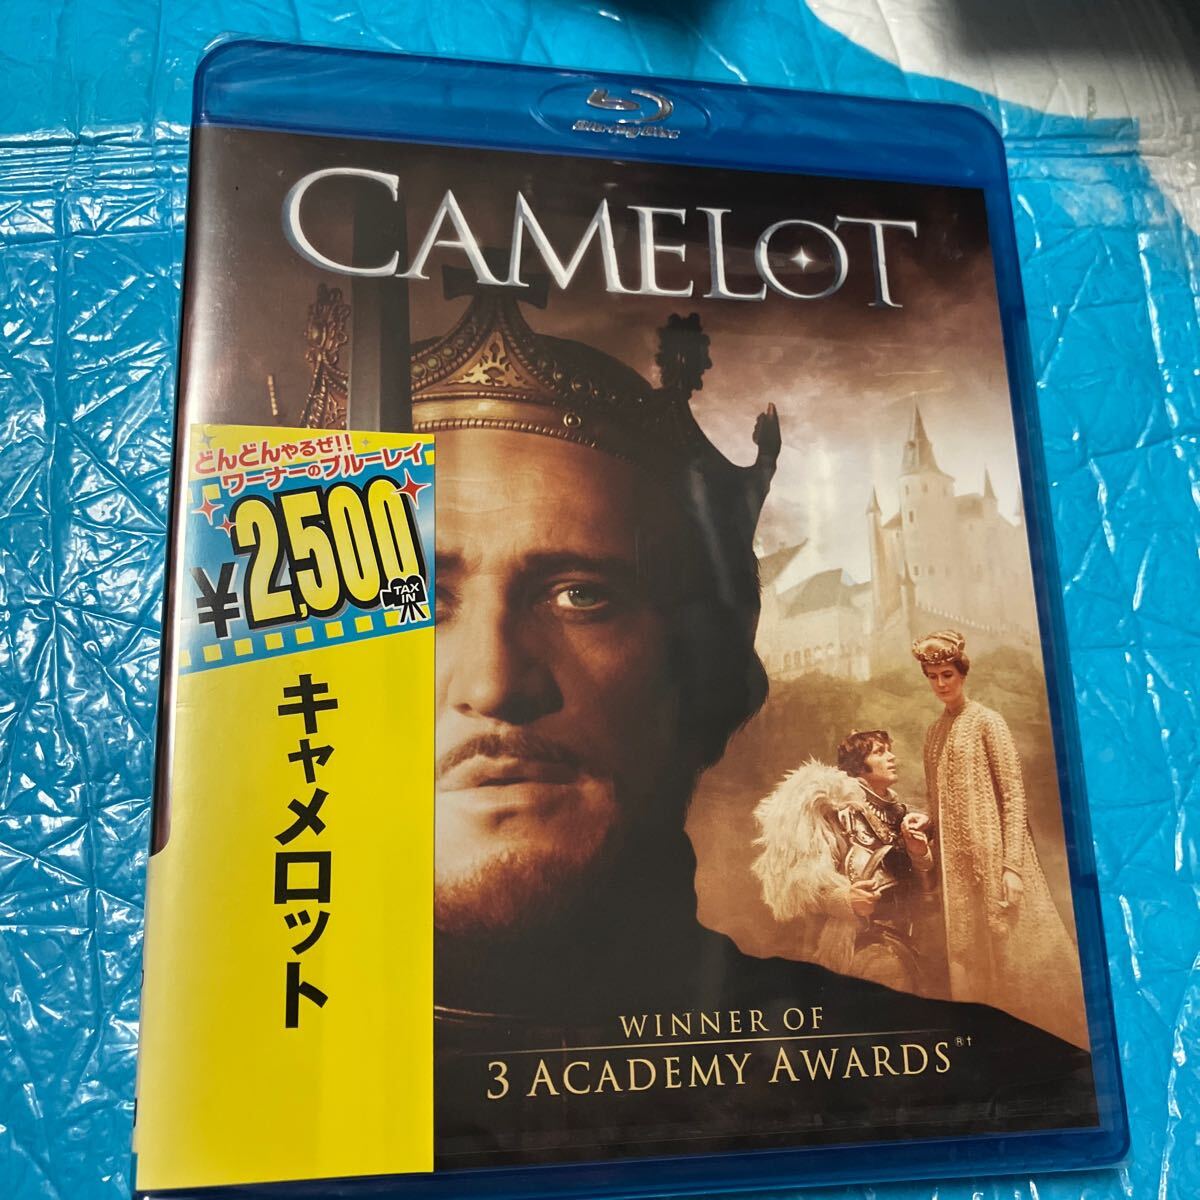 Blu-ray Disc
CAMELOT
どんどんやるぜ!!
ワーナーのブルーレイ
¥2,500
TAX
IN
キャメロット
WINNER OF
3 ACADEMY AWARDS®†